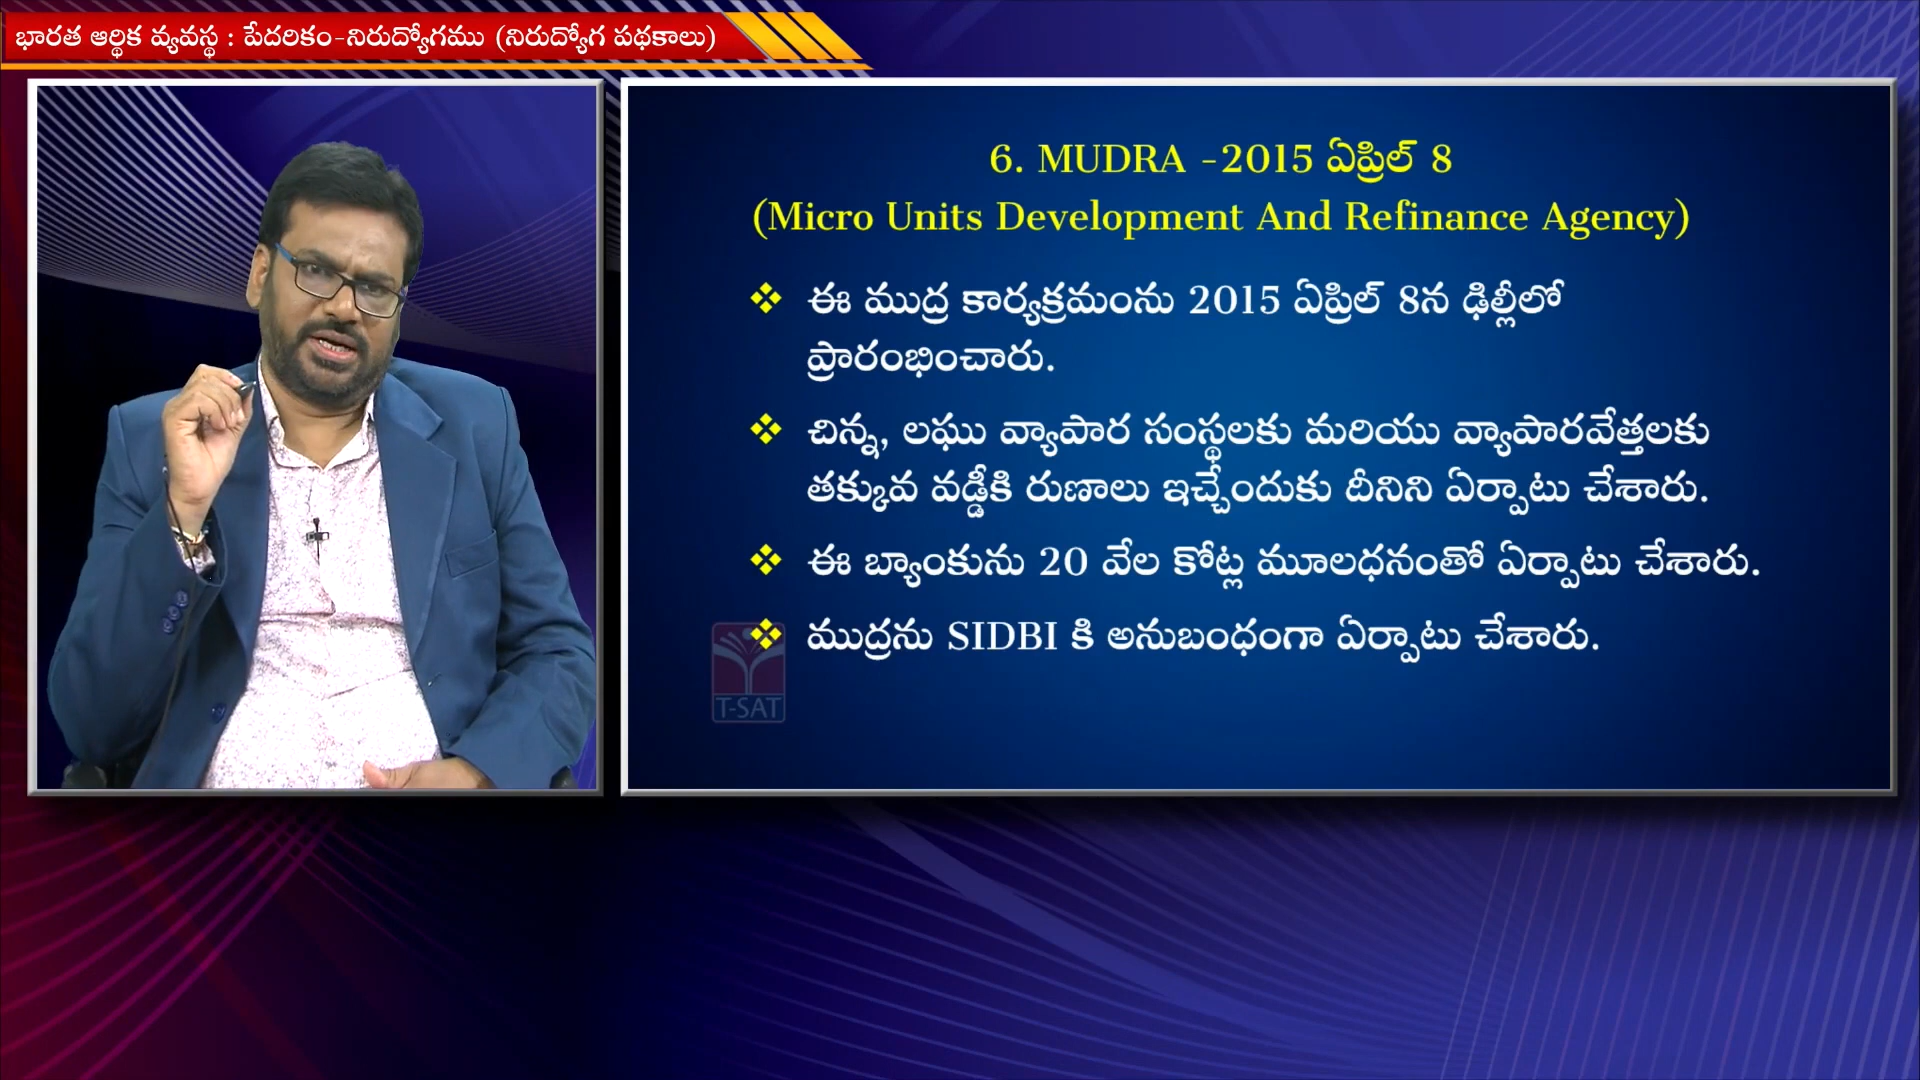 భారత ఆర్థిక వ్యవస్థ : పేదరికం-నిరుద్యోగము (నిరుద్యోగ పథకాలు)
6. MUDRA -2015 ఏప్రిల్ 8
(Micro Units Development And Refinance Agency)
ఈ ముద్ర కార్యక్రమంను 2015 ఏప్రిల్ 8న ఢిల్లీలో
ప్రారంభించారు.
చిన్న, లఘు వ్యాపార సంస్థలకు మరియు వ్యాపారవేత్తలకు
తక్కువ వడ్డీకి రుణాలు ఇచ్చేందుకు దీనిని ఏర్పాటు చేశారు.
ఈ బ్యాంకును 20 వేల కోట్ల మూలధనంతో ఏర్పాటు చేశారు.
ముద్రను SIDBI కి అనుబంధంగా ఏర్పాటు చేశారు.
T-SAT